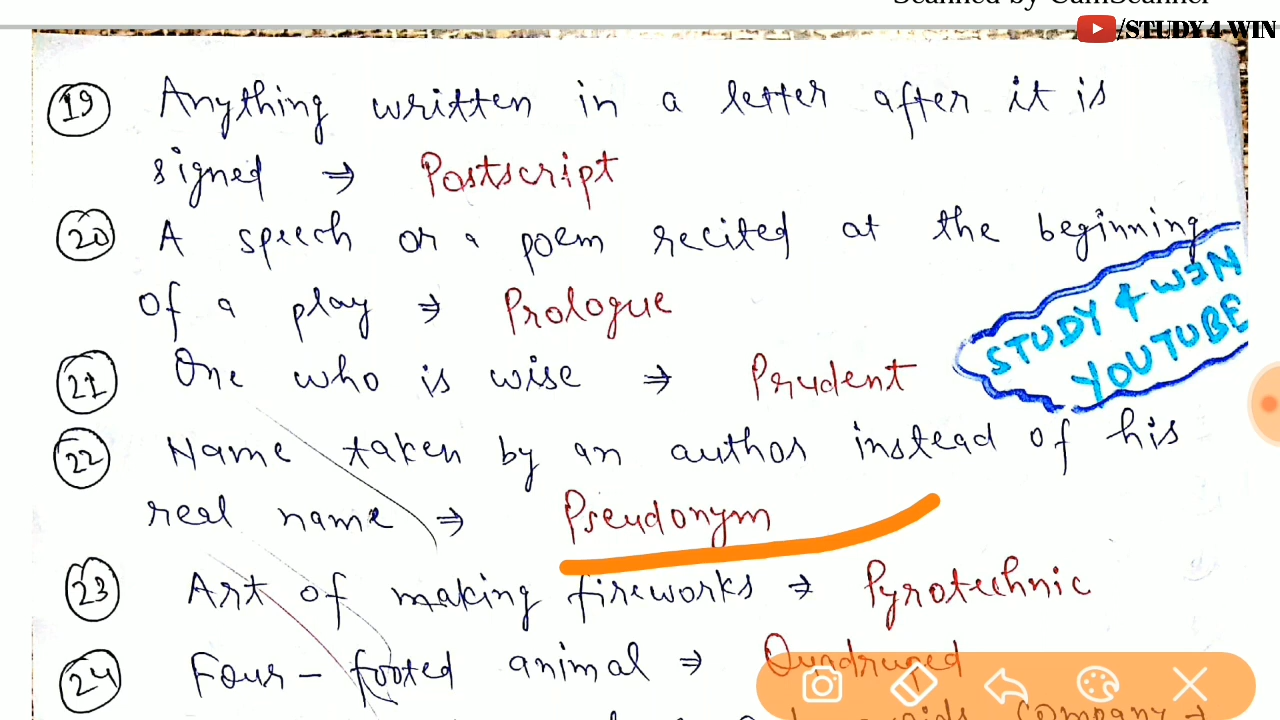 Scanned by CamScanner
/STUDY 4 WIN
19 Anything written in a letter after it is
signed ⇒ Postscript
20 A speech or a poem recited at the beginning
of a play ⇒ Prologue
STUDY 4 WIN
YOUTUBE
21 One who is wise ⇒ Prudent
22 Name taken by an author instead of his
real name ⇒ Pseudonym
23 Art of making fireworks ⇒ Pyrotechnic
24 Four-footed animal ⇒ Quadruped
company ⇒